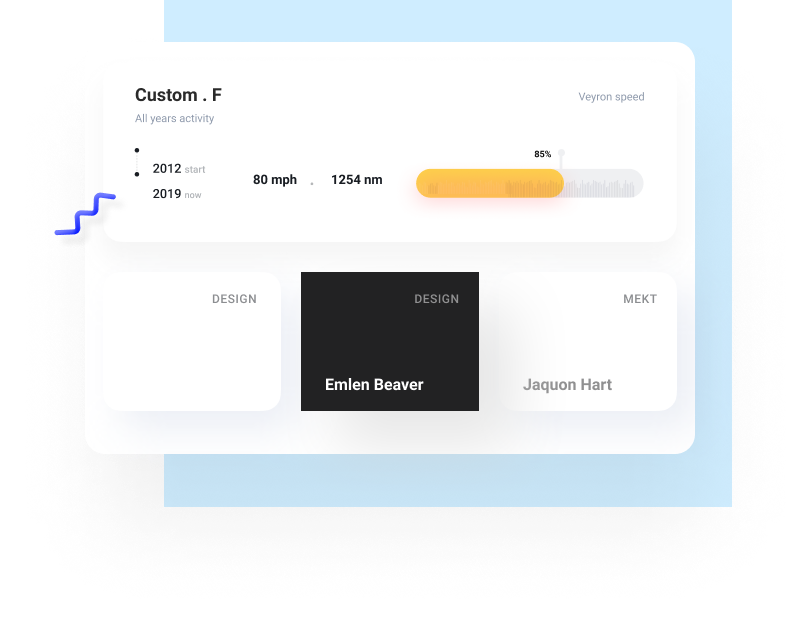 Custom . F
Veyron speed
All years activity
85%
2012 start
80 mph . 1254 nm
2019 now
DESIGN
DESIGN
MEKT
Emlen Beaver
Jaquon Hart